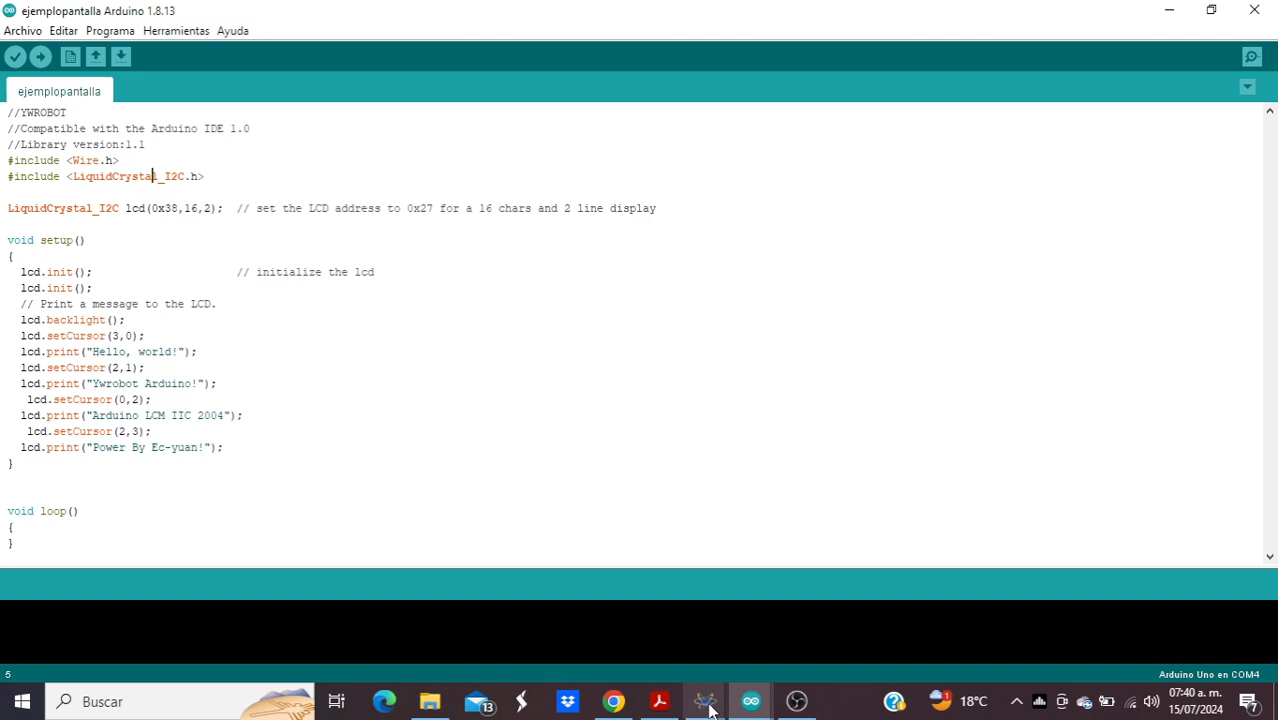 ejemplopantalla Arduino 1.8.13
Archivo Editar Programa Herramientas Ayuda
ejemplopantalla
//YWROBOT
//Compatible with the Arduino IDE 1.0
//Library version:1.1
#include <Wire.h>
#include <LiquidCrystal_I2C.h>
LiquidCrystal_I2C lcd(0x38,16,2);  // set the LCD address to 0x27 for a 16 chars and 2 line display
void setup()
{
  lcd.init();                      // initialize the lcd
  lcd.init();
  // Print a message to the LCD.
  lcd.backlight();
  lcd.setCursor(3,0);
  lcd.print("Hello, world!");
  lcd.setCursor(2,1);
  lcd.print("Ywrobot Arduino!");
   lcd.setCursor(0,2);
  lcd.print("Arduino LCM IIC 2004");
   lcd.setCursor(2,3);
  lcd.print("Power By Ec-yuan!");
}
void loop()
{
}
5
Arduino Uno en COM4
Buscar
13
18°C
07:40 a. m.
15/07/2024
7